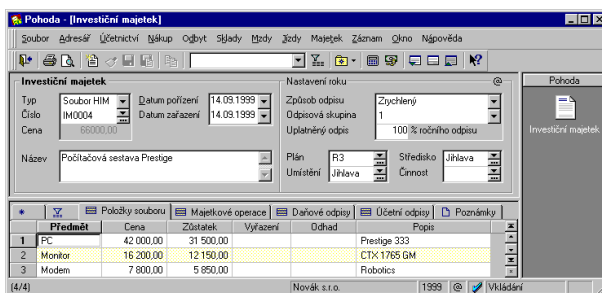 Pohoda - [Investiční majetek]
Soubor Adresář Účetnictví Nákup Odbyt Sklady Mzdy Jízdy Majetek Záznam Okno Nápověda
Investiční majetek Nastavení roku @ Pohoda
Typ Soubor HIM Datum pořízení 14.09.1999 Způsob odpisu Zrychlený
Číslo IM0004 Datum zařazení 14.09.1999 Odpisová skupina 1
Cena 66000,00 Uplatněný odpis 100 % ročního odpisu
Investiční majetek
Název Počítačová sestava Prestige Plán R3 Středisko Jihlava
Umístění Jihlava Činnost
* Položky souboru Majetkové operace Daňové odpisy Účetní odpisy Poznámky
Předmět Cena Zůstatek Vyřazení Odhad Popis
1 PC 42 000,00 31 500,00 Prestige 333
2 Monitor 16 200,00 12 150,00 CTX 1765 GM
3 Modem 7 800,00 5 850,00 Robotics
(4/4) Novák s.r.o. 1999 @ Vkládání